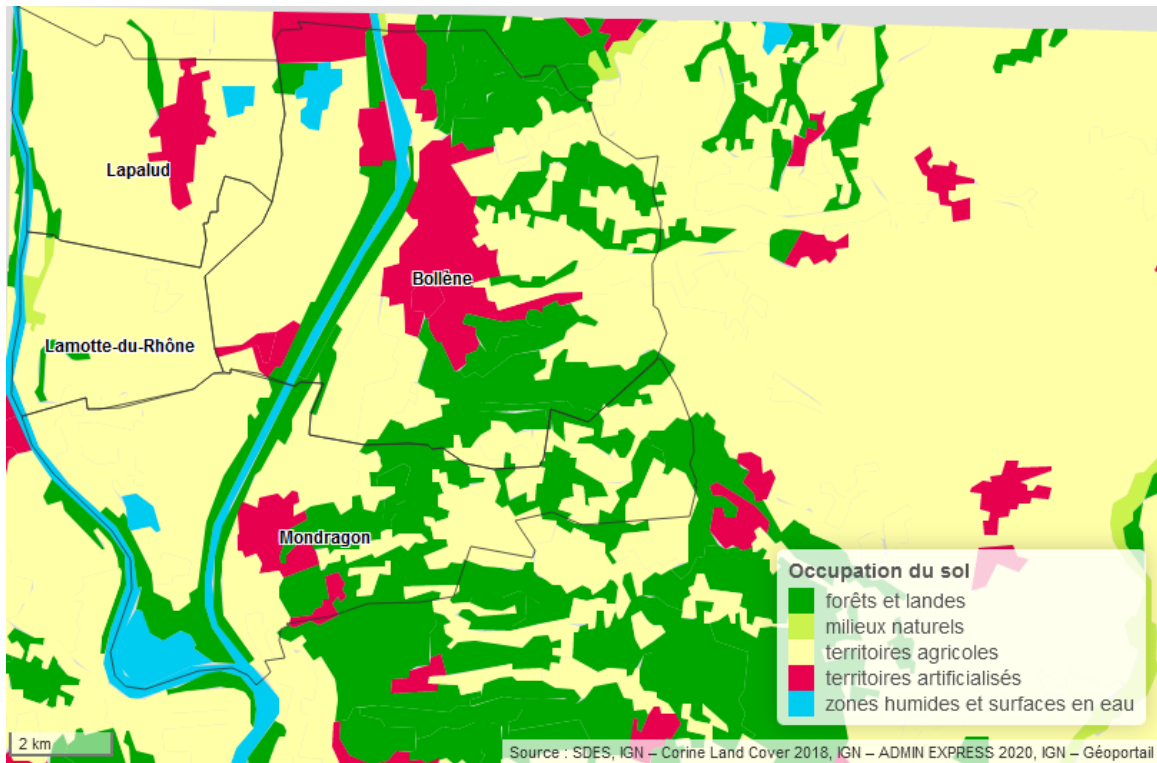 Lapalud
Bollène
Lamotte-du-Rhône
Mondragon
Occupation du sol
forêts et landes
milieux naturels
territoires agricoles
territoires artificialisés
zones humides et surfaces en eau
2 km
Source : SDES, IGN – Corine Land Cover 2018, IGN – ADMIN EXPRESS 2020, IGN – Géoportail